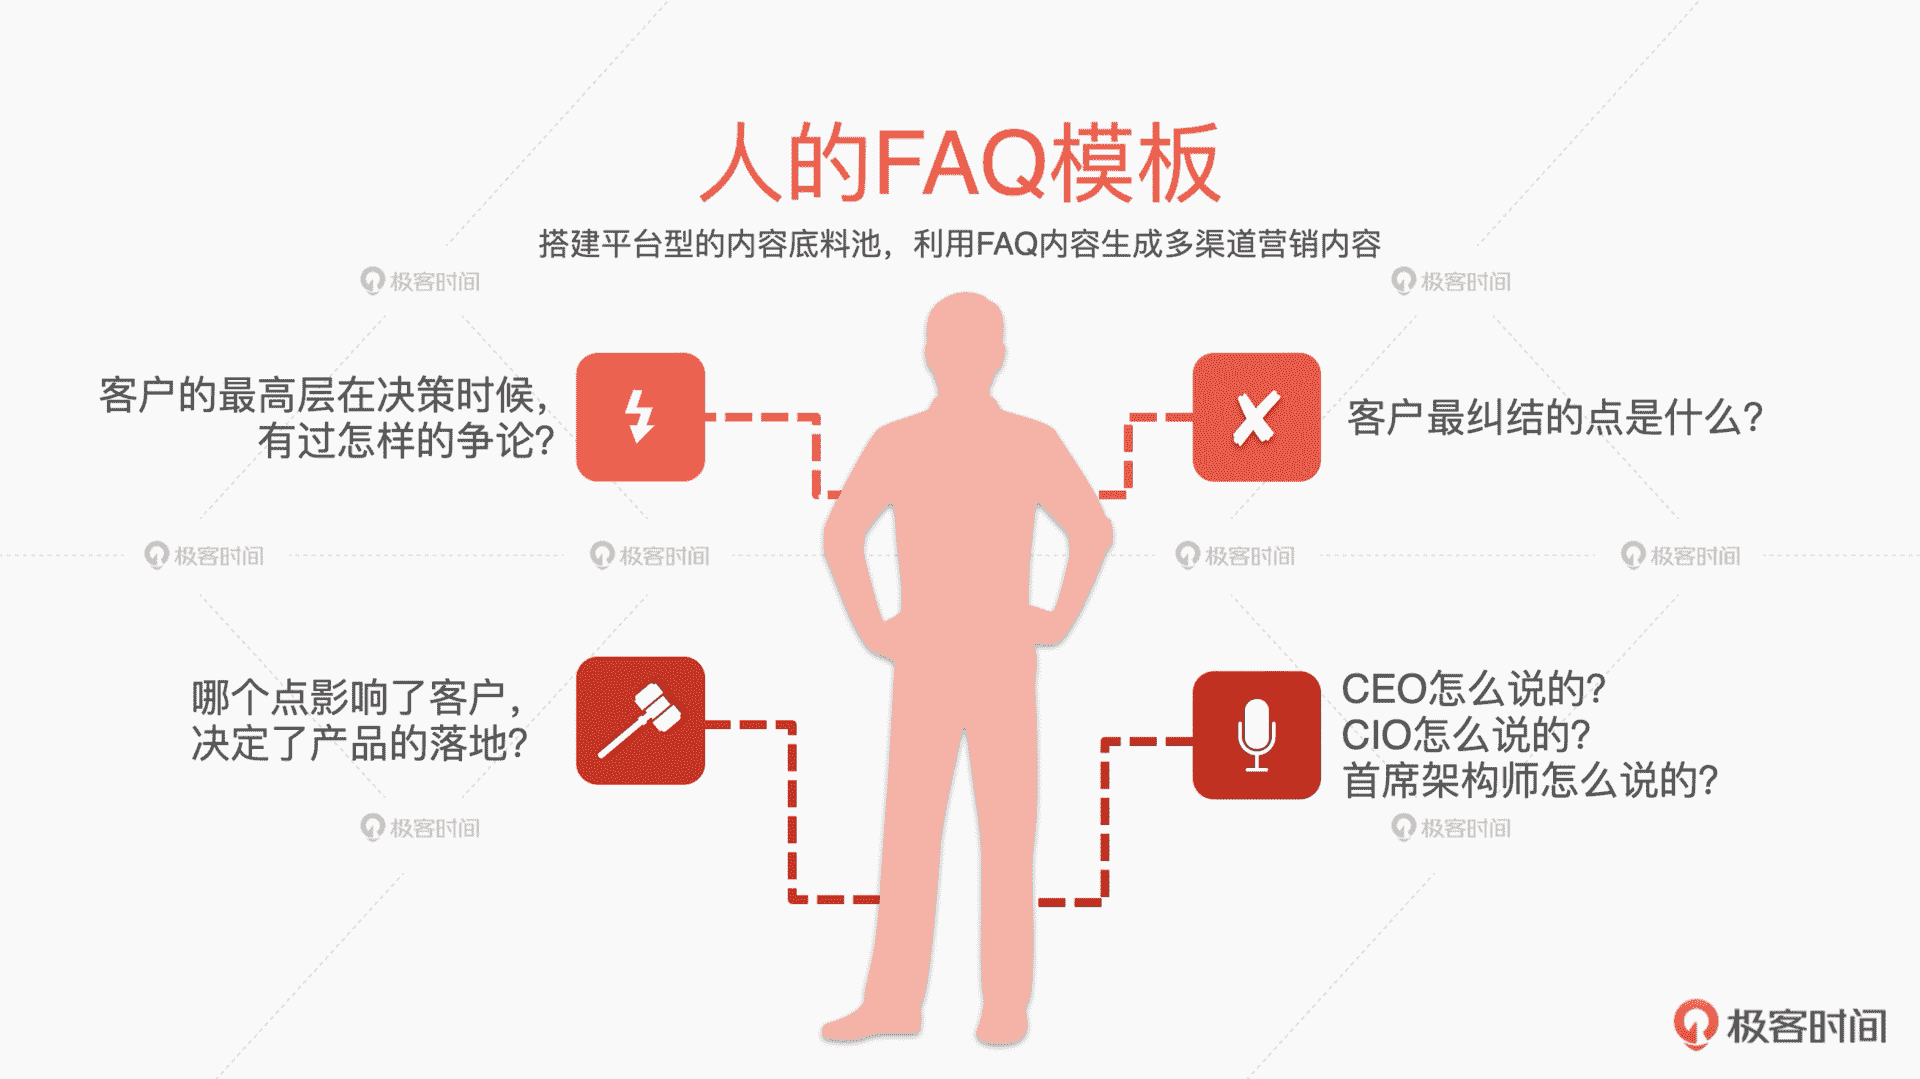 人的FAQ模板
搭建平台型的内容底料池，利用FAQ内容生成多渠道营销内容
极客时间
极客时间
客户的最高层在决策时候，
有过怎样的争论？
客户最纠结的点是什么？
极客时间
极客时间
极客时间
极客时间
哪个点影响了客户，
决定了产品的落地？
CEO怎么说的？
CIO怎么说的？
首席架构师怎么说的？
极客时间
极客时间
极客时间